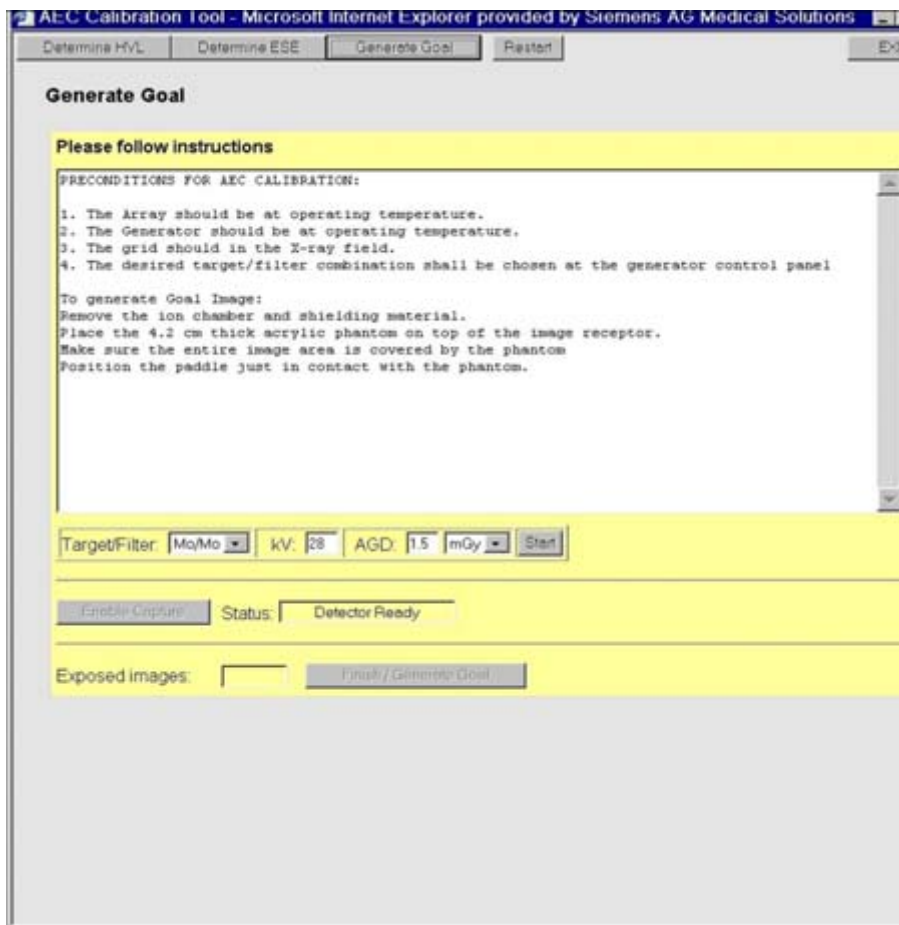 AEC Calibration Tool - Microsoft Internet Explorer provided by Siemens AG Medical Solutions
Determine HVL Determine ESE Generate Goal Restart
Generate Goal
Please follow instructions
PRECONDITIONS FOR AEC CALIBRATION:
1. The Array should be at operating temperature.
2. The Generator should be at operating temperature.
3. The grid should in the X-ray field.
4. The desired target/filter combination shall be chosen at the generator control panel
To generate Goal Image:
Remove the ion chamber and shielding material.
Place the 4.2 cm thick acrylic phantom on top of the image receptor.
Make sure the entire image area is covered by the phantom
Position the paddle just in contact with the phantom.
Target/Filter: Mo/Mo kV: 28 AGD: 1.5 mGy Start
Enable Capture Status: Detector Ready
Exposed images: Finish / Generate Goal